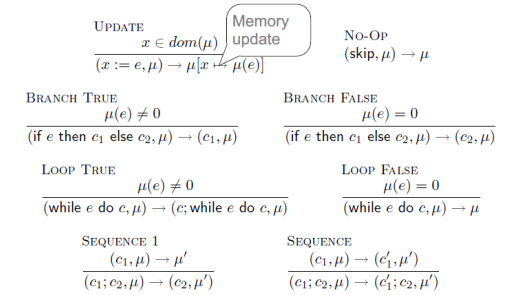 UPDATE
x ∈ dom(μ)
(x := e, μ) → μ[x ↦ μ(e)]
Memory
update
NO-OP
(skip, μ) → μ
BRANCH TRUE
μ(e) ≠ 0
(if e then c₁ else c₂, μ) → (c₁, μ)
BRANCH FALSE
μ(e) = 0
(if e then c₁ else c₂, μ) → (c₂, μ)
LOOP TRUE
μ(e) ≠ 0
(while e do c, μ) → (c; while e do c, μ)
LOOP FALSE
μ(e) = 0
(while e do c, μ) → μ
SEQUENCE 1
(c₁, μ) → μ′
(c₁; c₂, μ) → (c₂, μ′)
SEQUENCE
(c₁, μ) → (c′₁, μ′)
(c₁; c₂, μ) → (c′₁; c₂, μ′)